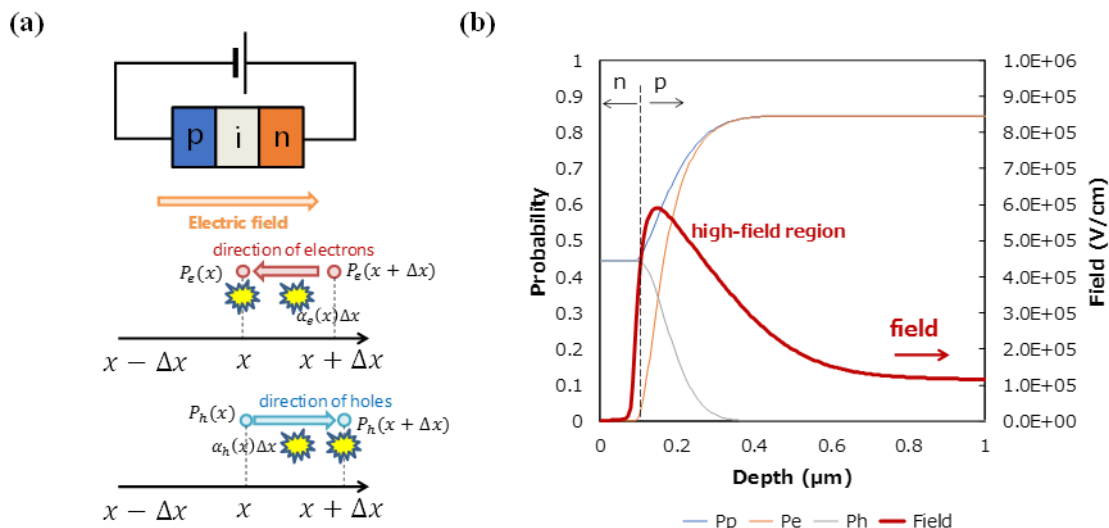 (a)
p i n
Electric field
direction of electrons
Pₑ(x) Pₑ(x + Δx)
αₑ(x)Δx
x − Δx x x + Δx
direction of holes
Pₕ(x) Pₕ(x + Δx)
αₕ(x)Δx
x − Δx x x + Δx
(b)
Probability
1
0.9
0.8
0.7
0.6
0.5
0.4
0.3
0.2
0.1
0
n p
high-field region
field
1.0E+06
9.0E+05
8.0E+05
7.0E+05
6.0E+05
5.0E+05
4.0E+05
3.0E+05
2.0E+05
1.0E+05
0.0E+00
Field (V/cm)
0 0.2 0.4 0.6 0.8 1
Depth (μm)
Pp Pe Ph Field